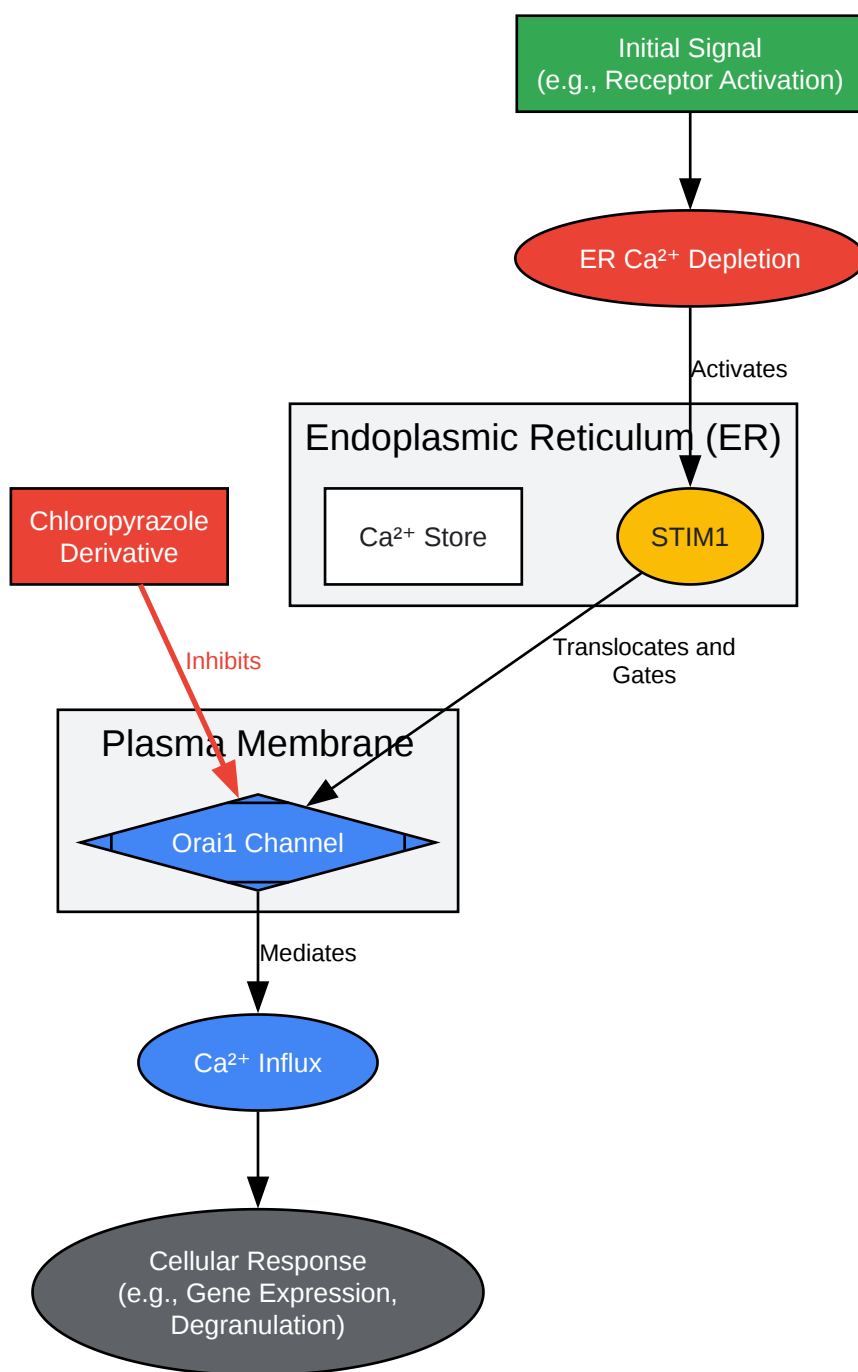 Initial Signal
(e.g., Receptor Activation)
ER Ca²⁺ Depletion
Activates
Endoplasmic Reticulum (ER)
Ca²⁺ Store
STIM1
Chloropyrazole
Derivative
Inhibits
Translocates and
Gates
Plasma Membrane
Orai1 Channel
Mediates
Ca²⁺ Influx
Cellular Response
(e.g., Gene Expression,
Degranulation)